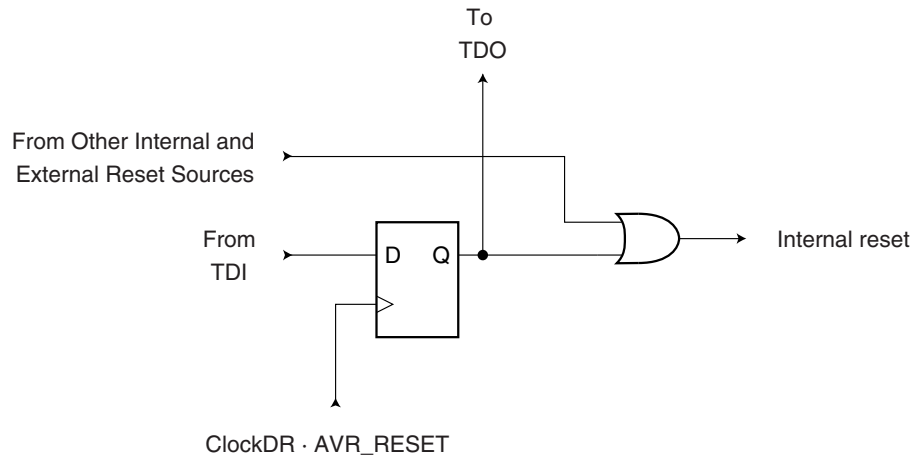 To
TDO
From Other Internal and
External Reset Sources
From
TDI
D Q
Internal reset
ClockDR · AVR_RESET